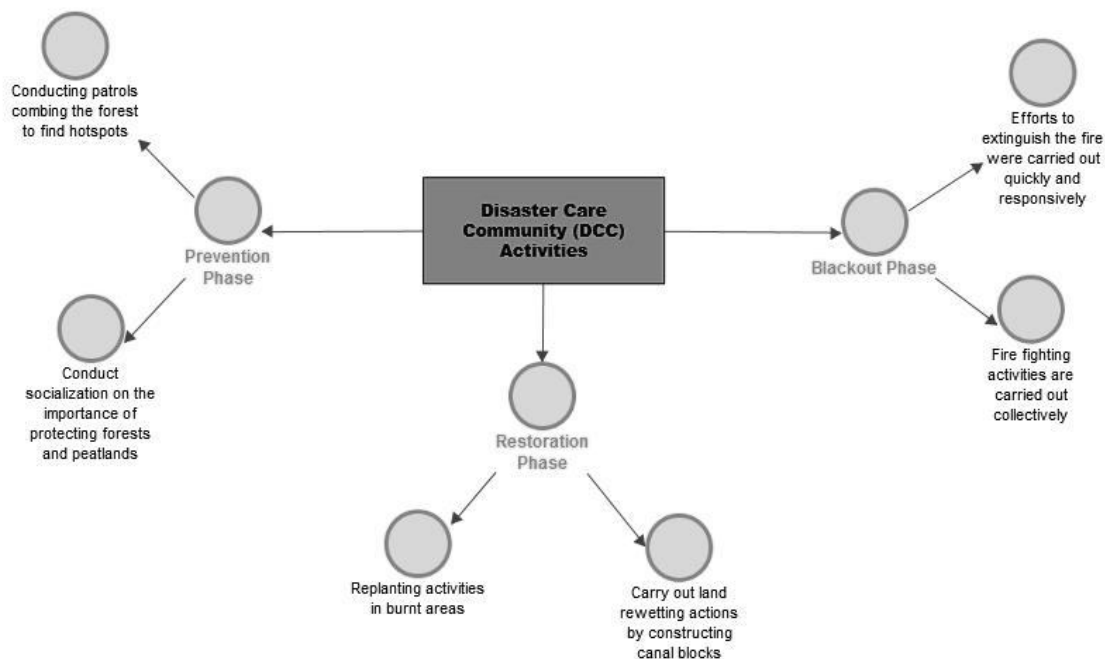 Conducting patrols
combing the forest
to find hotspots
Efforts to
extinguish the fire
were carried out
quickly and
responsively
Disaster Care
Community (DCC)
Activities
Prevention
Phase
Blackout Phase
Conduct
socialization on the
importance of
protecting forests
and peatlands
Fire fighting
activities are
carried out
collectively
Restoration
Phase
Replanting activities
in burnt areas
Carry out land
rewetting actions
by constructing
canal blocks